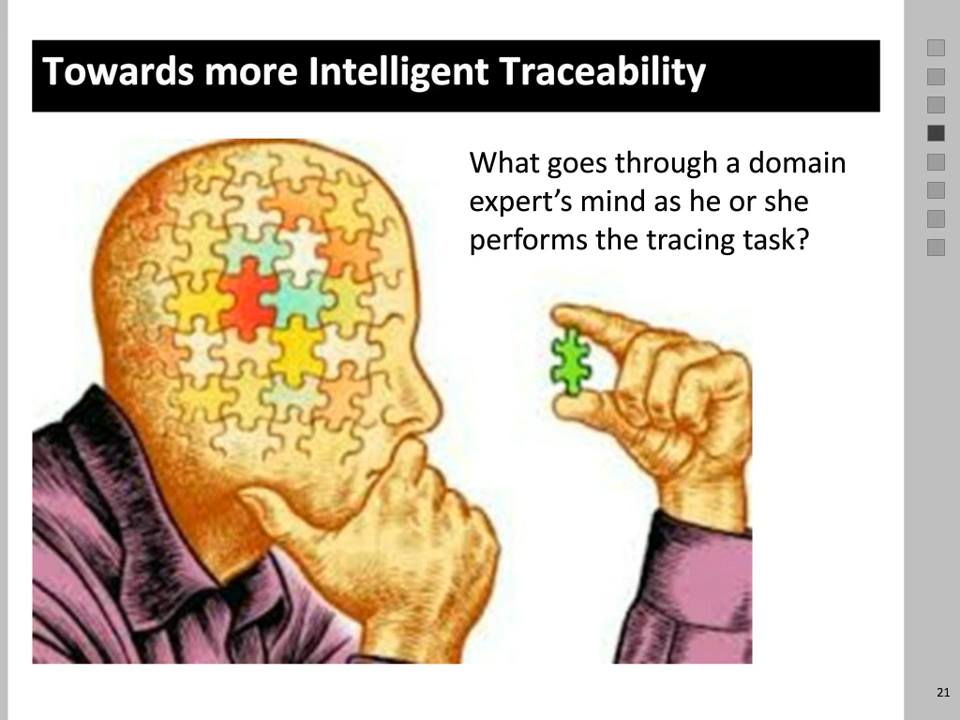 Towards more Intelligent Traceability
What goes through a domain
expert’s mind as he or she
performs the tracing task?
21